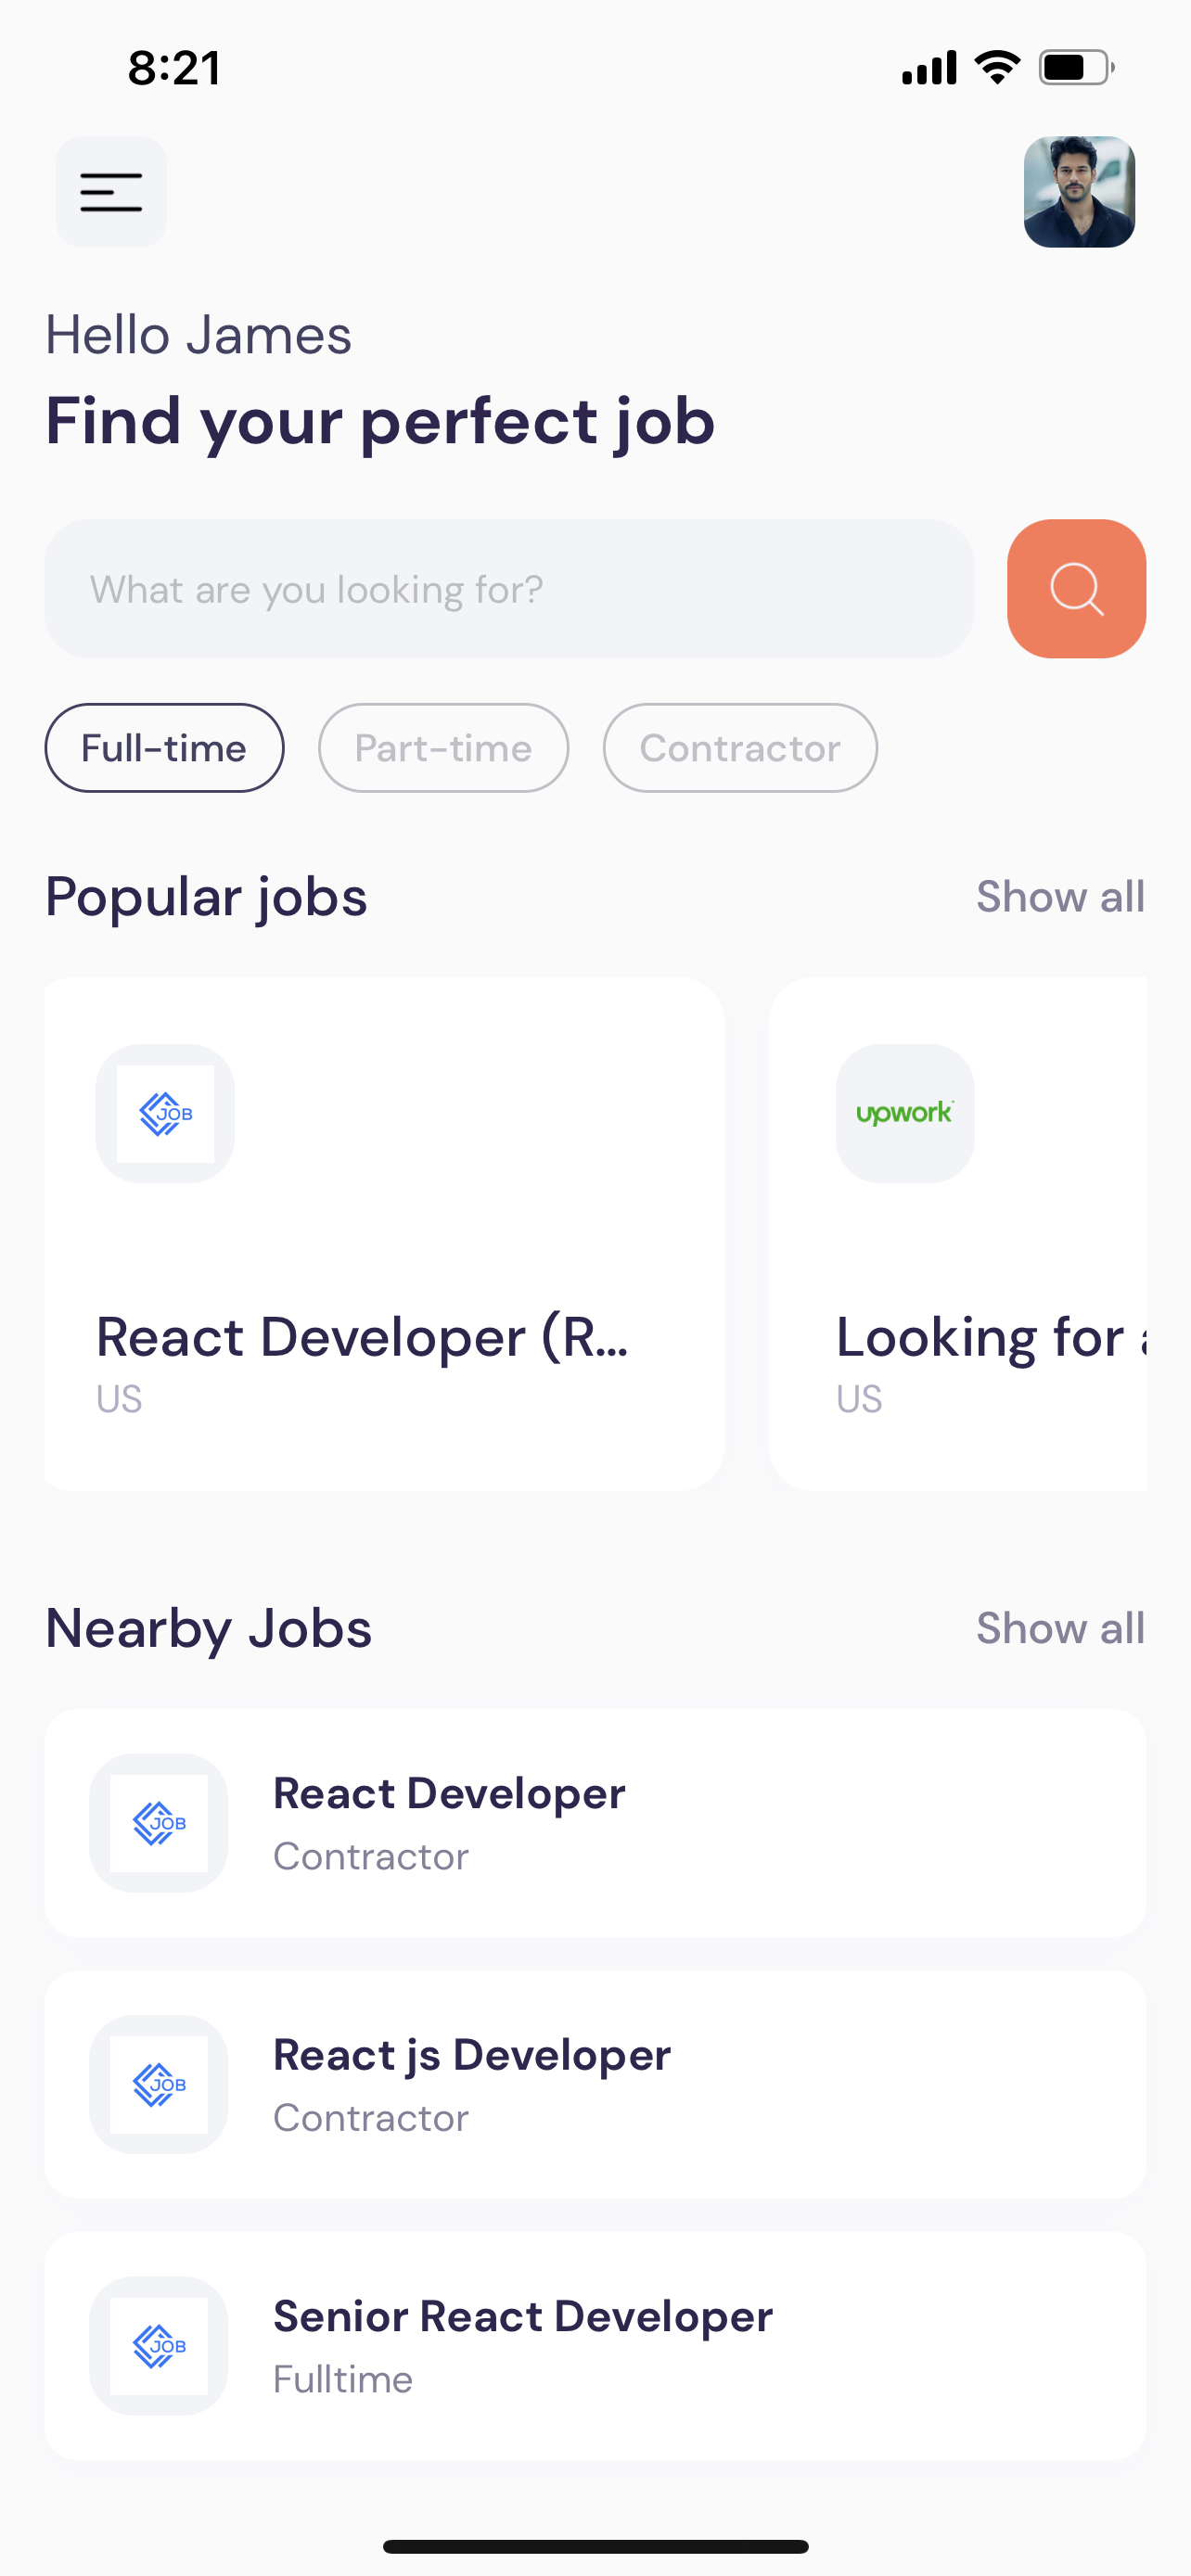 8:21
Hello James
Find your perfect job
What are you looking for?
Full-time Part-time Contractor
Popular jobs Show all
JOB upwork
React Developer (R... Looking for
US US
Nearby Jobs Show all
JOB
React Developer
Contractor
JOB
React js Developer
Contractor
JOB
Senior React Developer
Fulltime